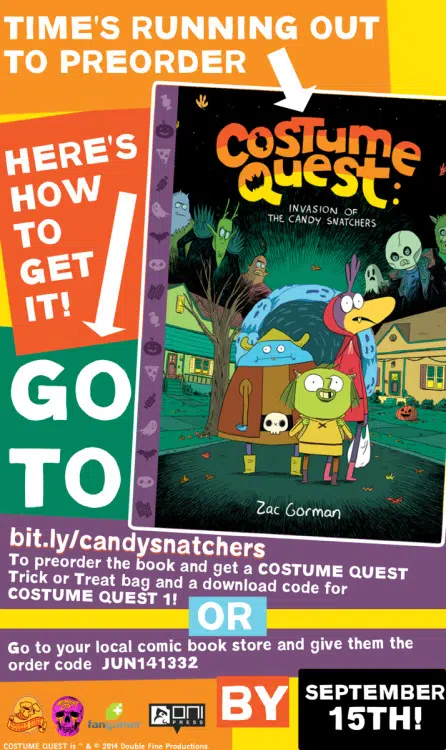 TIME'S RUNNING OUT
TO PREORDER
HERE'S
HOW
TO
GET
IT!
GO
TO
COSTUME
QUEST:
INVASION OF
THE CANDY SNATCHERS
Zac Gorman
bit.ly/candysnatchers
To preorder the book and get a COSTUME QUEST
Trick or Treat bag and a download code for
COSTUME QUEST 1!
OR
Go to your local comic book store and give them the
order code JUN141332
BY
SEPTEMBER
15TH!
fangamer
ONI
PRESS
COSTUME QUEST is ™ & © 2014 Double Fine Productions